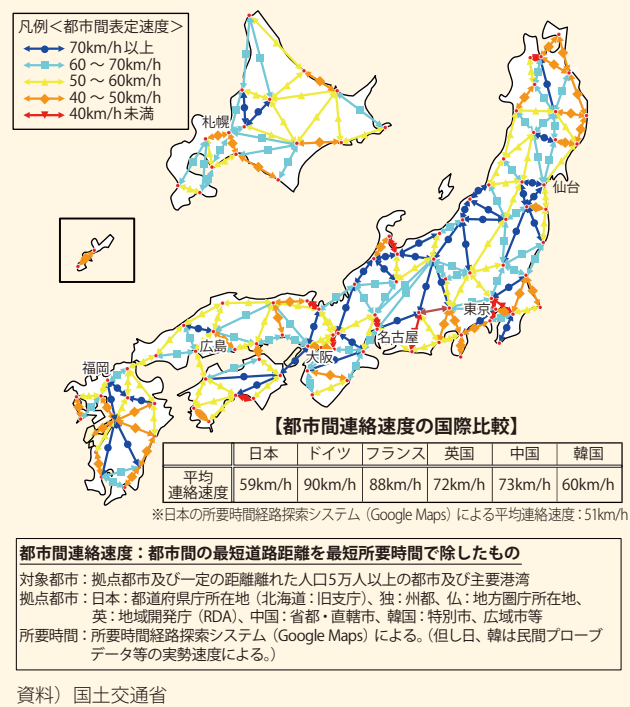 凡例＜都市間表定速度＞
70km/h以上
60～70km/h
50～60km/h
40～50km/h
40km/h未満
札幌
仙台
東京
名古屋
大阪
広島
福岡
【都市間連絡速度の国際比較】
日本 ドイツ フランス 英国 中国 韓国
平均
連絡速度 59km/h 90km/h 88km/h 72km/h 73km/h 60km/h
※日本の所要時間経路探索システム（Google Maps）による平均連絡速度：51km/h
都市間連絡速度：都市間の最短道路距離を最短所要時間で除したもの
対象都市：拠点都市及び一定の距離離れた人口5万人以上の都市及び主要港湾
拠点都市：日本：都道府県庁所在地（北海道：旧支庁）、独：州都、仏：地方圏庁所在地、
英：地域開発庁（RDA）、中国：省都・直轄市、韓国：特別市、広域市等
所要時間：所要時間経路探索システム（Google Maps）による。（但し日、韓は民間プローブ
データ等の実勢速度による。）
資料）国土交通省